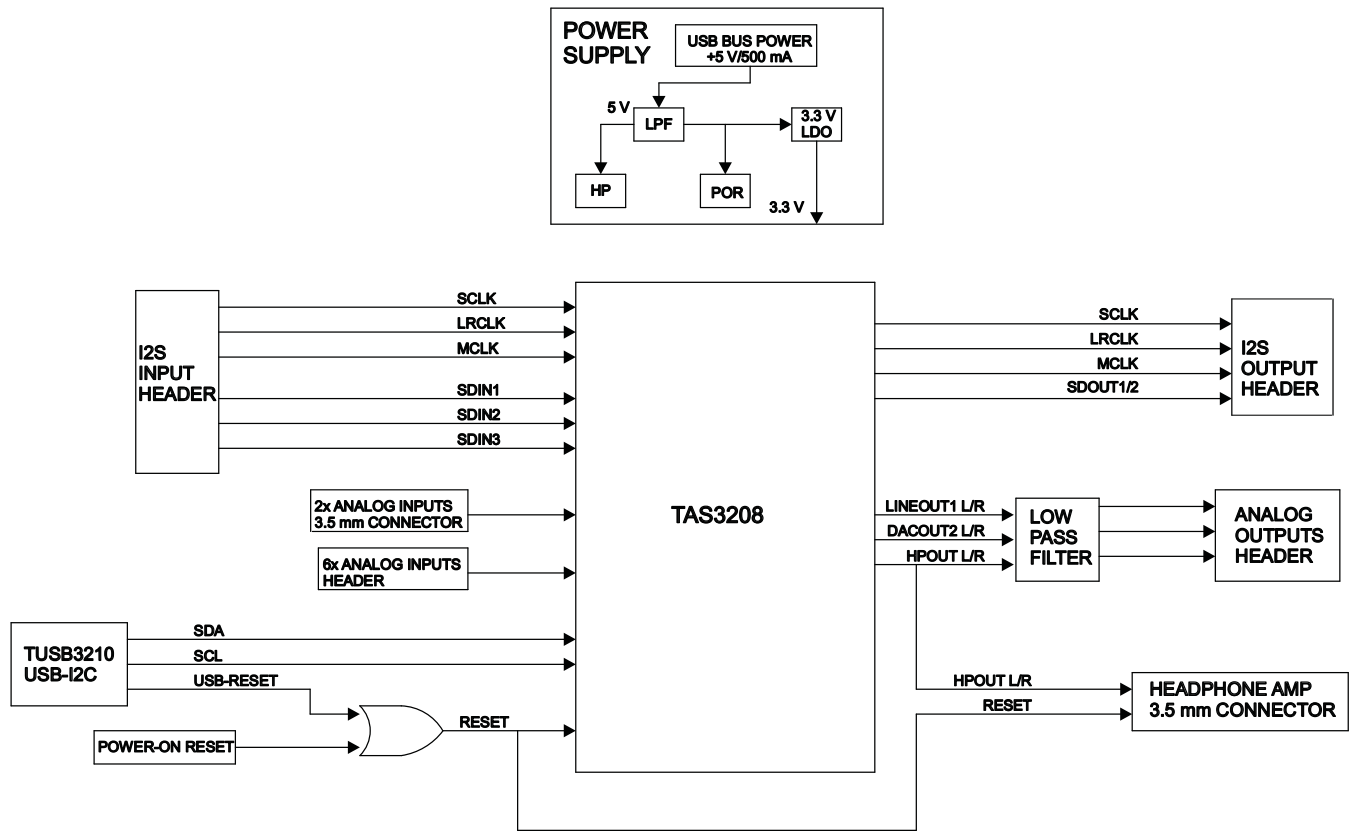 POWER
SUPPLY
USB BUS POWER
+5 V/500 mA
5 V
LPF
3.3 V
LDO
HP
POR
3.3 V
I2S
INPUT
HEADER
SCLK
LRCLK
MCLK
SDIN1
SDIN2
SDIN3
2x ANALOG INPUTS
3.5 mm CONNECTOR
6x ANALOG INPUTS
HEADER
TUSB3210
USB-I2C
SDA
SCL
USB-RESET
POWER-ON RESET
RESET
TAS3208
SCLK
LRCLK
MCLK
SDOUT1/2
I2S
OUTPUT
HEADER
LINEOUT1 L/R
DACOUT2 L/R
HPOUT L/R
LOW
PASS
FILTER
ANALOG
OUTPUTS
HEADER
HPOUT L/R
RESET
HEADPHONE AMP
3.5 mm CONNECTOR